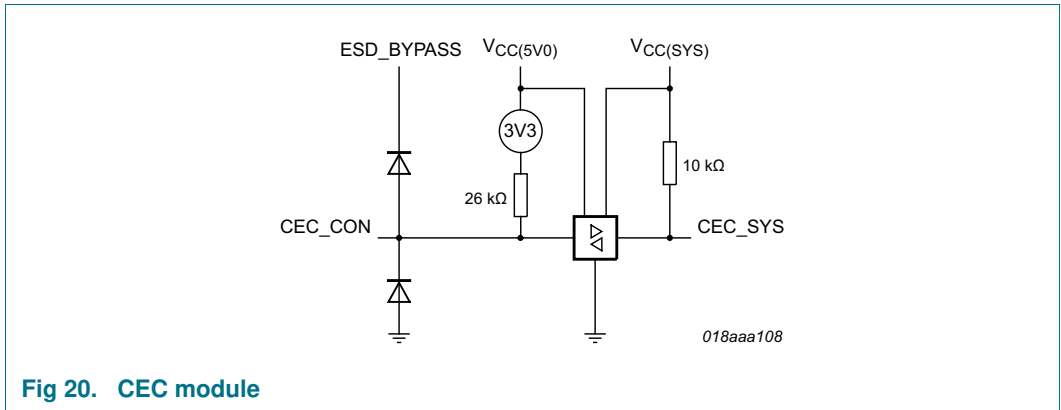 ESD_BYPASS
VCC(5V0)
VCC(SYS)
3V3
10 kΩ
26 kΩ
CEC_CON
CEC_SYS
018aaa108
Fig 20. CEC module